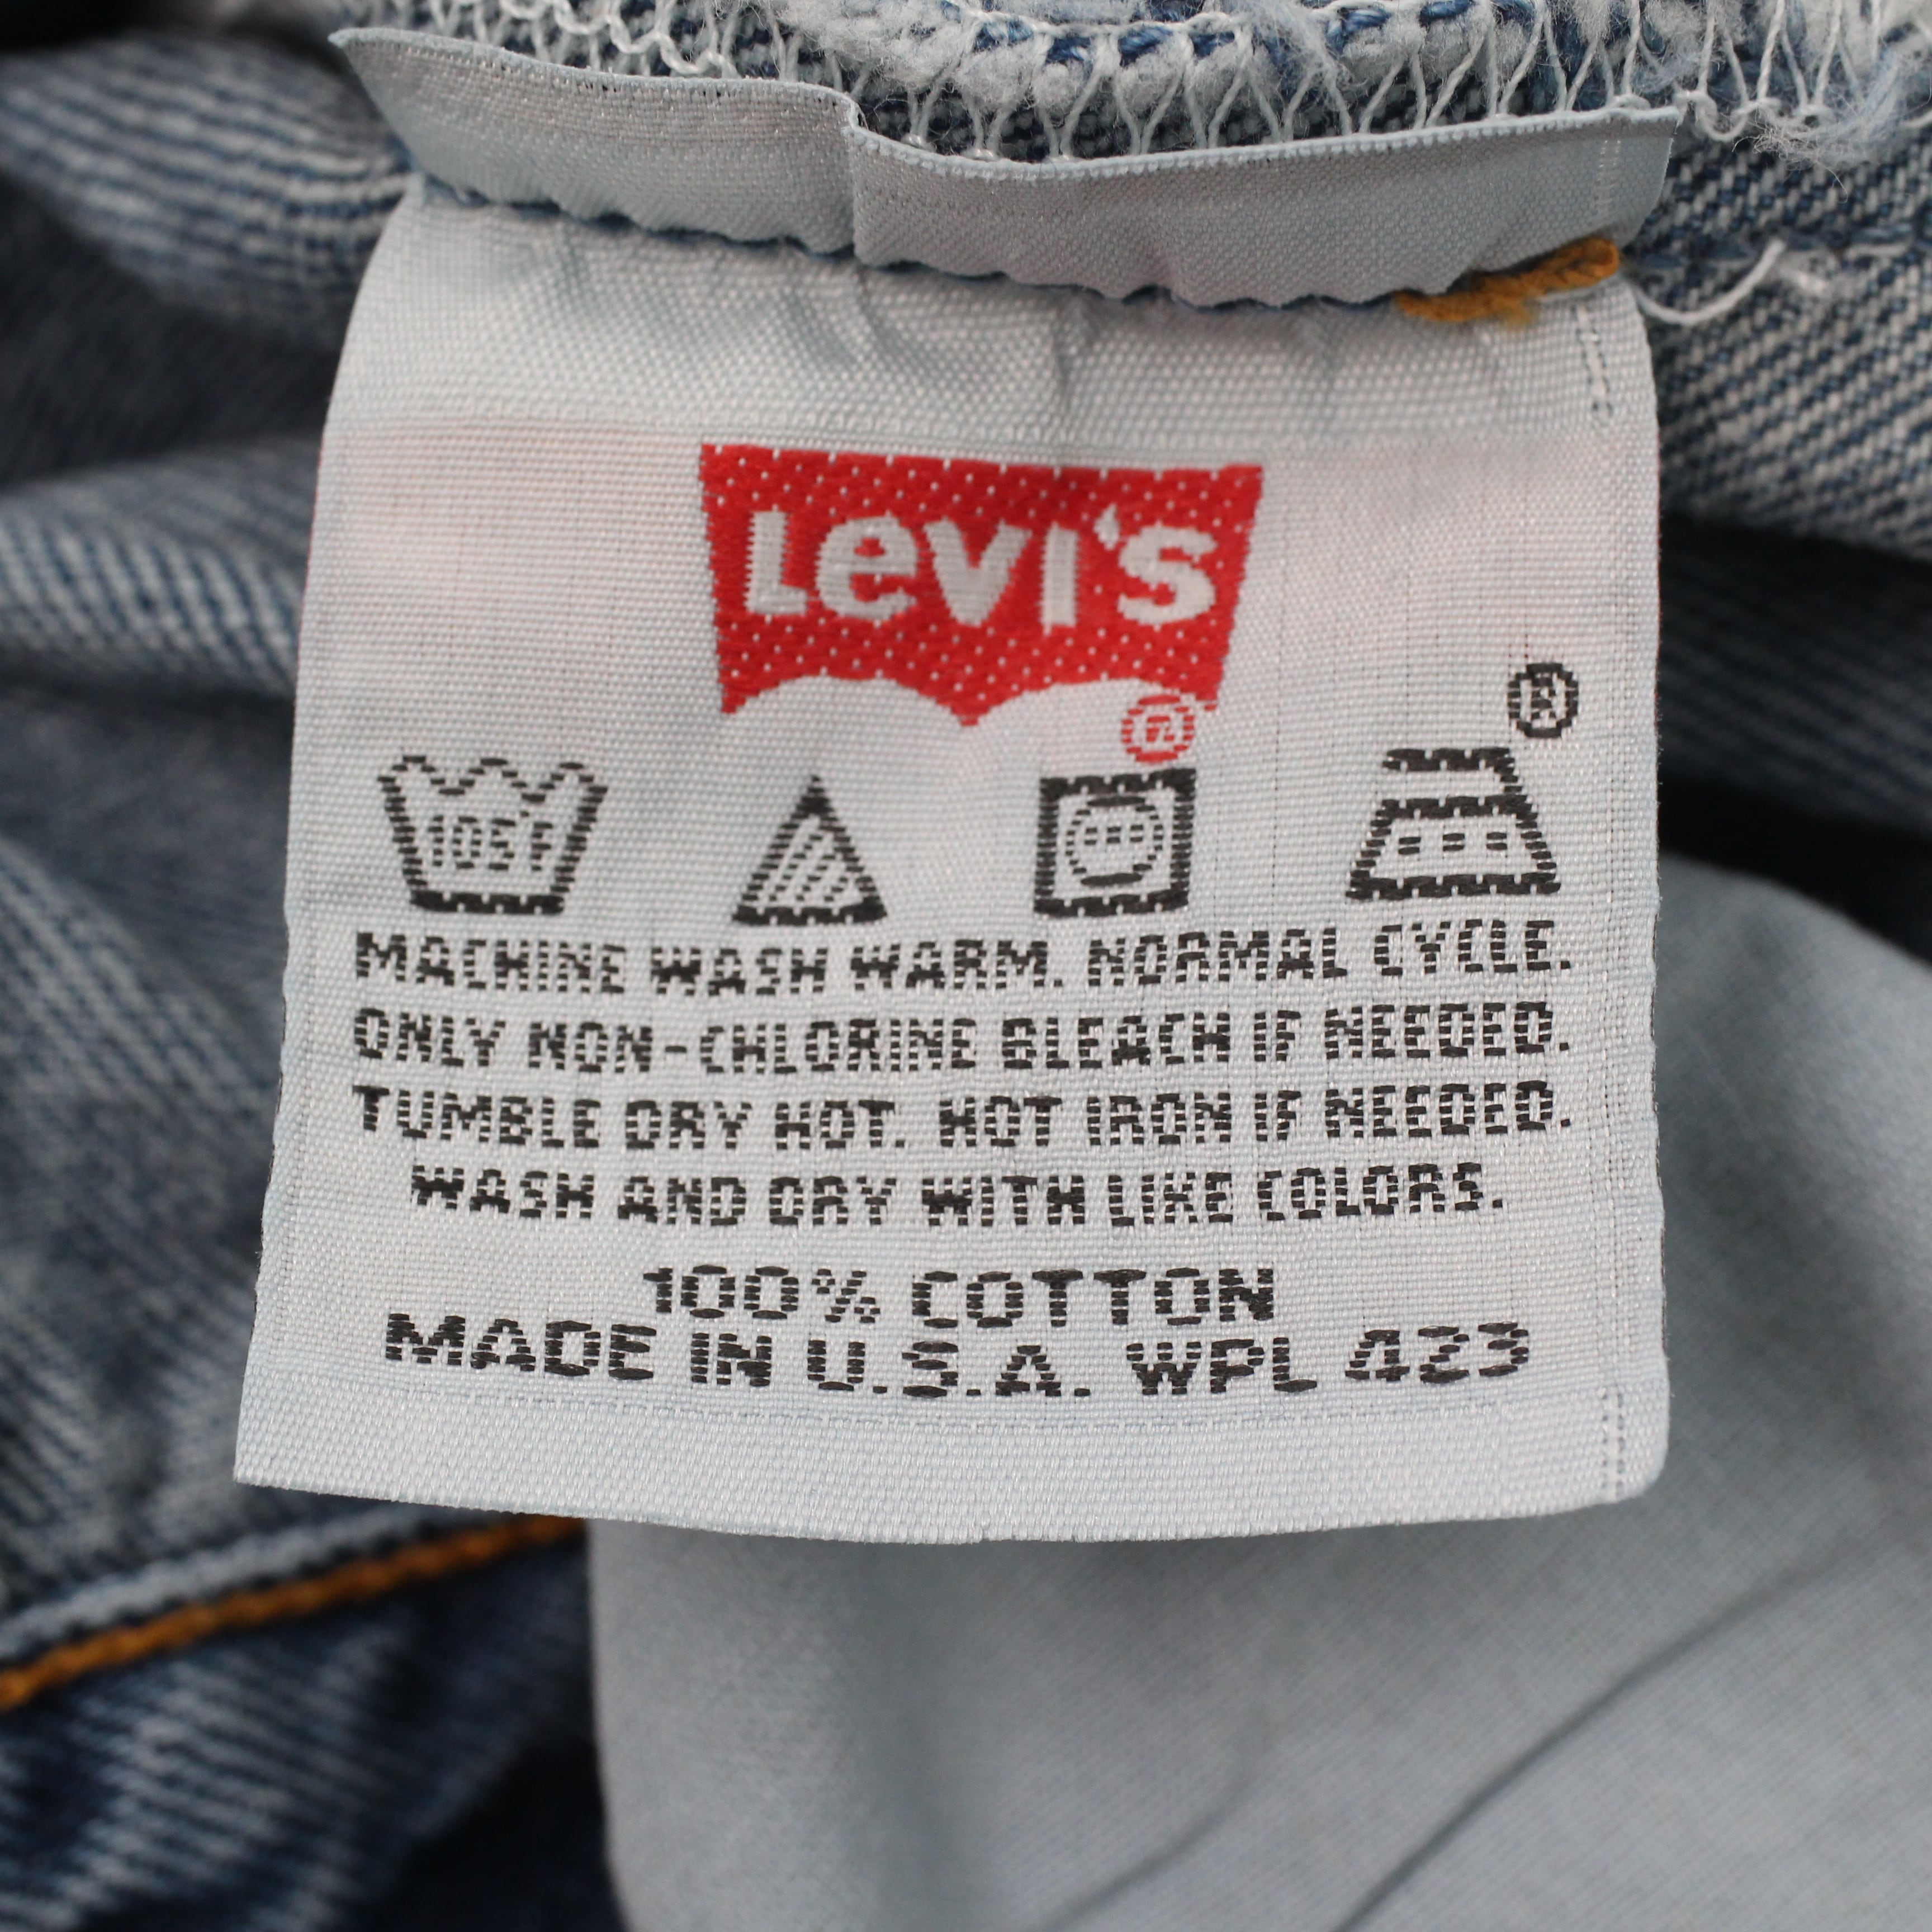 Levi's
®
®
105°F
MACHINE WASH WARM. NORMAL CYCLE.
ONLY NON-CHLORINE BLEACH IF NEEDED.
TUMBLE DRY HOT. HOT IRON IF NEEDED.
WASH AND DRY WITH LIKE COLORS.
100% COTTON
MADE IN U.S.A. WPL 423